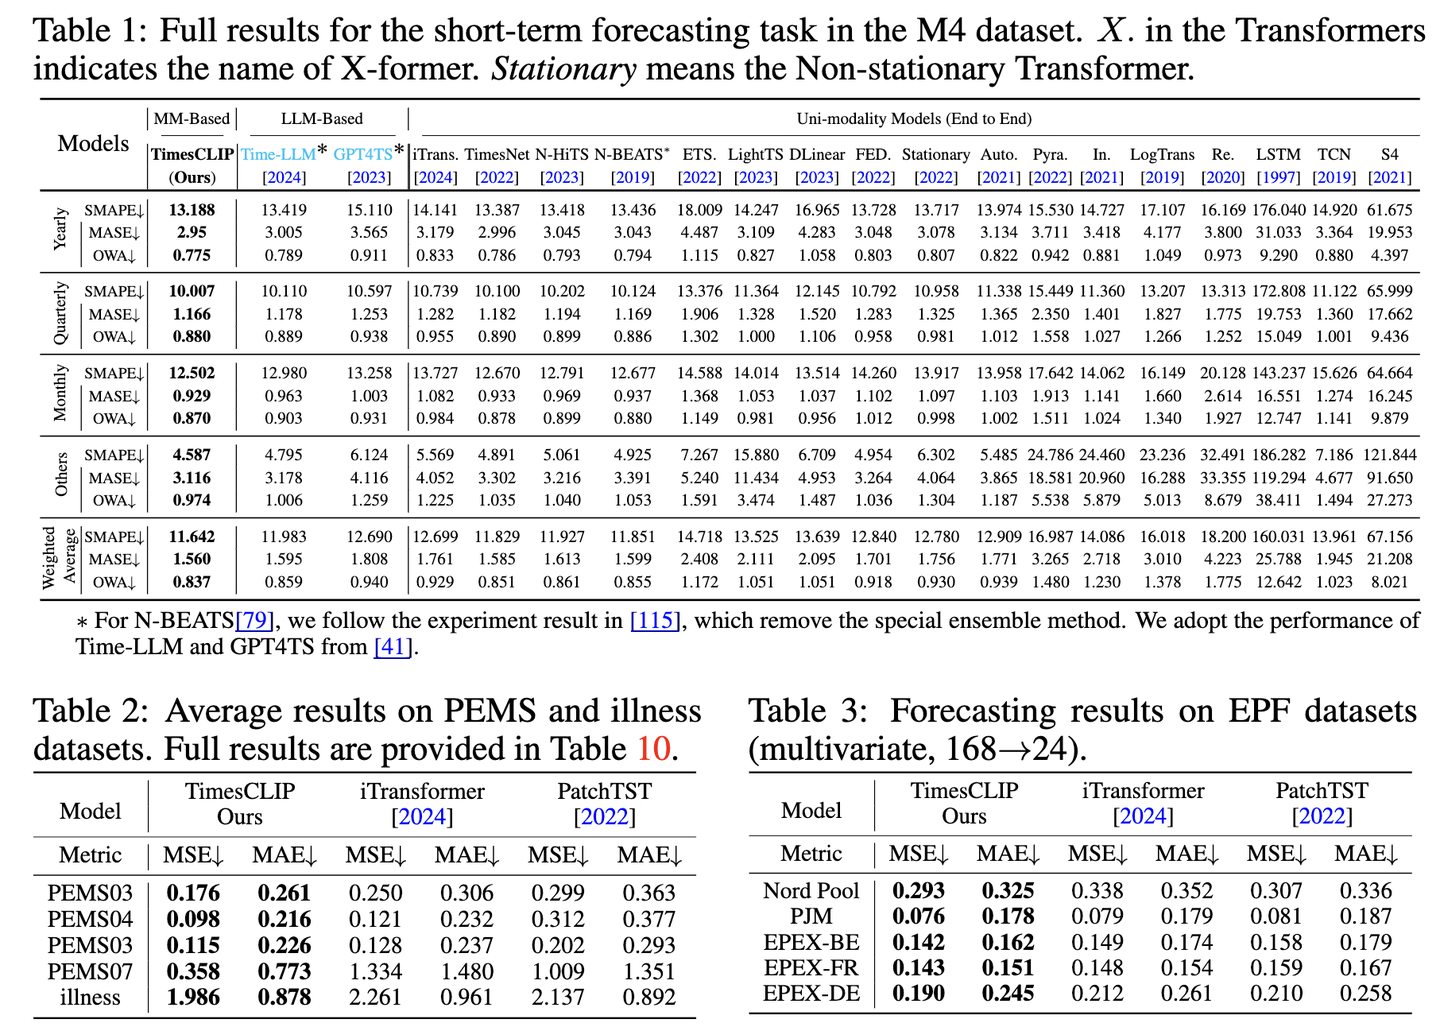 Table 1: Full results for the short-term forecasting task in the M4 dataset. X. in the Transformers
indicates the name of X-former. Stationary means the Non-stationary Transformer.
Models MM-Based LLM-Based Uni-modality Models (End to End)
TimesCLIP Time-LLM* GPT4TS* iTrans. TimesNet N-HiTS N-BEATS* ETS. LightTS DLinear FED. Stationary Auto. Pyra. In. LogTrans Re. LSTM TCN S4
(Ours) [2024] [2023] [2024] [2022] [2023] [2019] [2022] [2023] [2023] [2022] [2022] [2021] [2022] [2021] [2019] [2020] [1997] [2019] [2021]
Yearly
SMAPE↓ 13.188 13.419 15.110 14.141 13.387 13.418 13.436 18.009 14.247 16.965 13.728 13.717 13.974 15.530 14.727 17.107 16.169 176.040 14.920 61.675
MASE↓ 2.95 3.005 3.565 3.179 2.996 3.045 3.043 4.487 3.109 4.283 3.048 3.078 3.134 3.711 3.418 4.177 3.800 31.033 3.364 19.953
OWA↓ 0.775 0.789 0.911 0.833 0.786 0.793 0.794 1.115 0.827 1.058 0.803 0.807 0.822 0.942 0.881 1.049 0.973 9.290 0.880 4.397
Quarterly
SMAPE↓ 10.007 10.110 10.597 10.739 10.100 10.202 10.124 13.376 11.364 12.145 10.792 10.958 11.338 15.449 11.360 13.207 13.313 172.808 11.122 65.999
MASE↓ 1.166 1.178 1.253 1.282 1.182 1.194 1.169 1.906 1.328 1.520 1.283 1.325 1.365 2.350 1.401 1.827 1.775 19.753 1.360 17.662
OWA↓ 0.880 0.889 0.938 0.955 0.890 0.899 0.886 1.302 1.000 1.106 0.958 0.981 1.012 1.558 1.027 1.266 1.252 15.049 1.001 9.436
Monthly
SMAPE↓ 12.502 12.980 13.258 13.727 12.670 12.791 12.677 14.588 14.014 13.514 14.260 13.917 13.958 17.642 14.062 16.149 20.128 143.237 15.626 64.664
MASE↓ 0.929 0.963 1.003 1.082 0.933 0.969 0.937 1.368 1.053 1.037 1.102 1.097 1.103 1.913 1.141 1.660 2.614 16.551 1.274 16.245
OWA↓ 0.870 0.903 0.931 0.984 0.878 0.899 0.880 1.149 0.981 0.956 1.012 0.998 1.002 1.511 1.024 1.340 1.927 12.747 1.141 9.879
Others
SMAPE↓ 4.587 4.795 6.124 5.569 4.891 5.061 4.925 7.267 15.880 6.709 4.954 6.302 5.485 24.786 24.460 23.236 32.491 186.282 7.186 121.844
MASE↓ 3.116 3.178 4.116 4.052 3.302 3.216 3.391 5.240 11.434 4.953 3.264 4.064 3.865 18.581 20.960 16.288 33.355 119.294 4.677 91.650
OWA↓ 0.974 1.006 1.259 1.225 1.035 1.040 1.053 1.591 3.474 1.487 1.036 1.304 1.187 5.538 5.879 5.013 8.679 38.411 1.494 27.273
Weighted
Average
SMAPE↓ 11.642 11.983 12.690 12.699 11.829 11.927 11.851 14.718 13.525 13.639 12.840 12.780 12.909 16.987 14.086 16.018 18.200 160.031 13.961 67.156
MASE↓ 1.560 1.595 1.808 1.761 1.585 1.613 1.599 2.408 2.111 2.095 1.701 1.756 1.771 3.265 2.718 3.010 4.223 25.788 1.945 21.208
OWA↓ 0.837 0.859 0.940 0.929 0.851 0.861 0.855 1.172 1.051 1.051 0.918 0.930 0.939 1.480 1.230 1.378 1.775 12.642 1.023 8.021
* For N-BEATS[79], we follow the experiment result in [115], which remove the special ensemble method. We adopt the performance of
Time-LLM and GPT4TS from [41].
Table 2: Average results on PEMS and illness
datasets. Full results are provided in Table 10.
Model TimesCLIP iTransformer PatchTST
Ours [2024] [2022]
Metric MSE↓ MAE↓ MSE↓ MAE↓ MSE↓ MAE↓
PEMS03 0.176 0.261 0.250 0.306 0.299 0.363
PEMS04 0.098 0.216 0.121 0.232 0.312 0.377
PEMS03 0.115 0.226 0.128 0.237 0.202 0.293
PEMS07 0.358 0.773 1.334 1.480 1.009 1.351
illness 1.986 0.878 2.261 0.961 2.137 0.892
Table 3: Forecasting results on EPF datasets
(multivariate, 168→24).
Model TimesCLIP iTransformer PatchTST
Ours [2024] [2022]
Metric MSE↓ MAE↓ MSE↓ MAE↓ MSE↓ MAE↓
Nord Pool 0.293 0.325 0.338 0.352 0.307 0.336
PJM 0.076 0.178 0.079 0.179 0.081 0.187
EPEX-BE 0.142 0.162 0.149 0.174 0.158 0.179
EPEX-FR 0.143 0.151 0.148 0.154 0.159 0.167
EPEX-DE 0.190 0.245 0.212 0.261 0.210 0.258